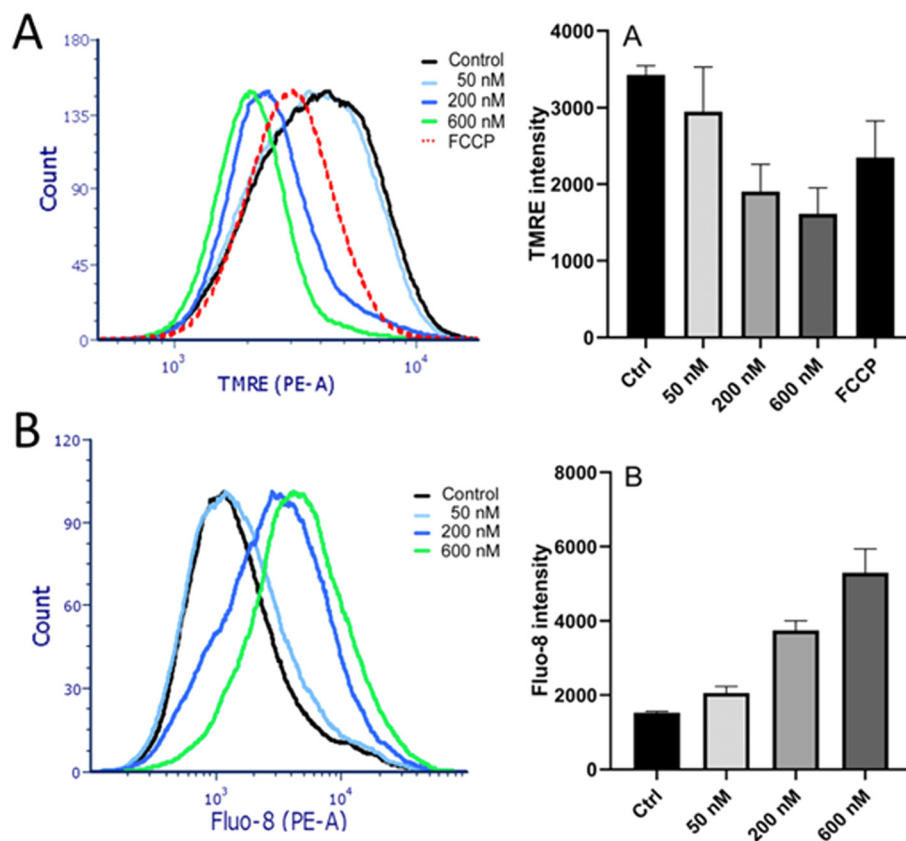 A
180
135
90
45
0
Count
Control
50 nM
200 nM
600 nM
FCCP
10³
10⁴
TMRE (PE-A)
A
4000
3000
2000
1000
0
TMRE intensity
Ctrl
50 nM
200 nM
600 nM
FCCP
B
120
90
60
30
0
Count
Control
50 nM
200 nM
600 nM
10³
10⁴
Fluo-8 (PE-A)
B
8000
6000
4000
2000
0
Fluo-8 intensity
Ctrl
50 nM
200 nM
600 nM